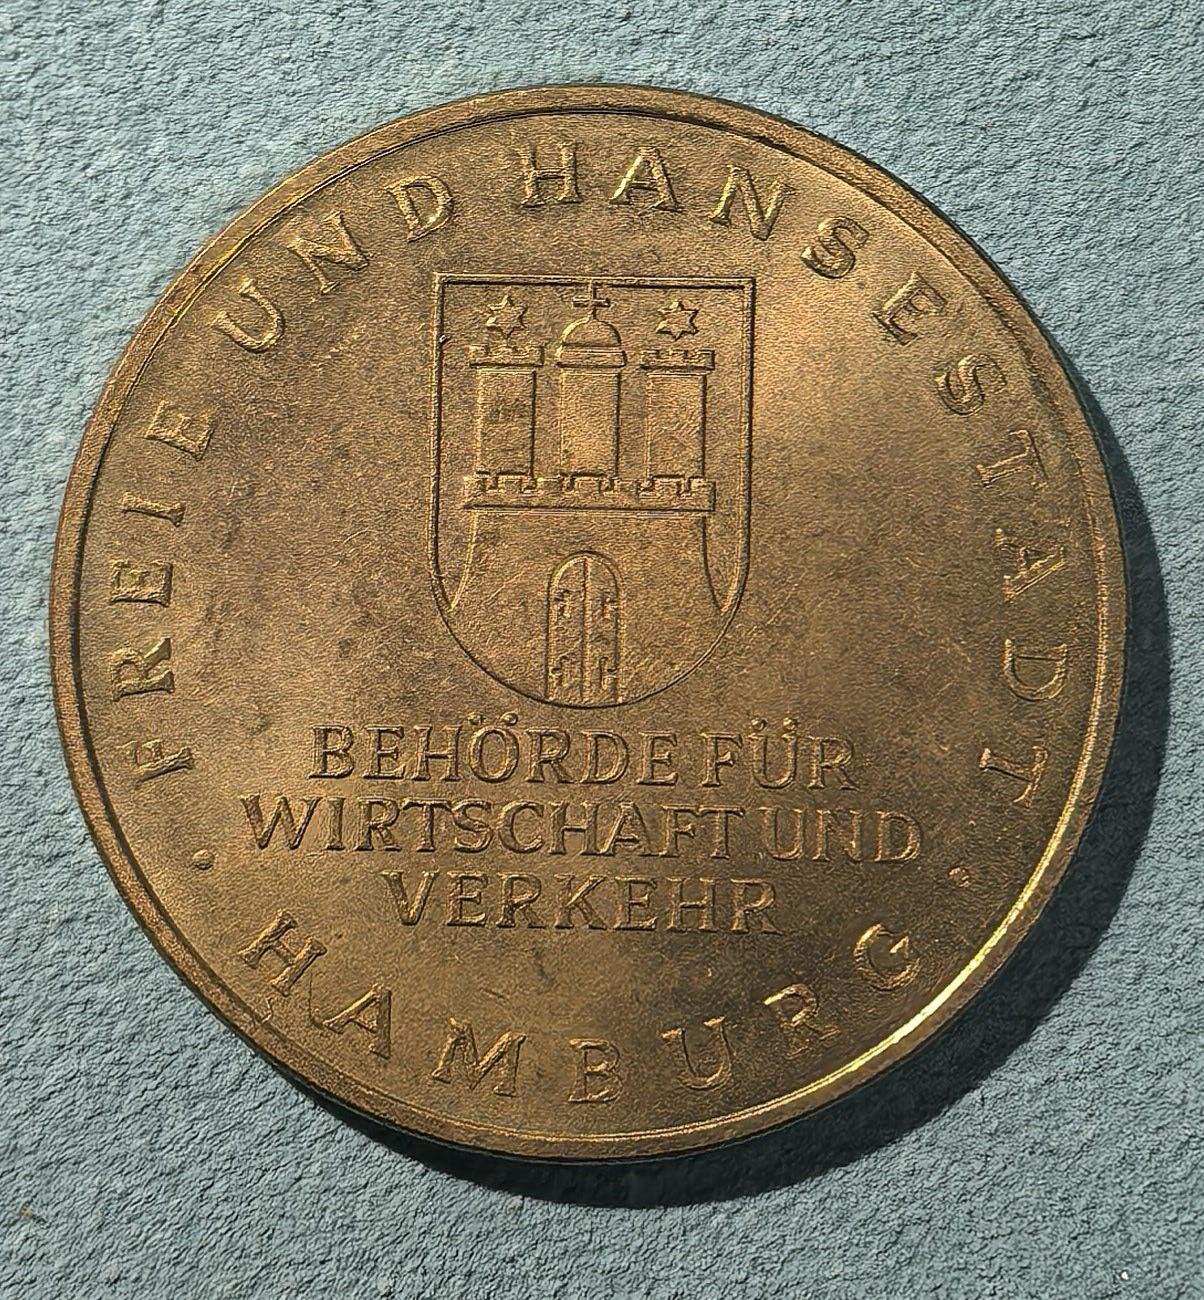 FREIE UND HANSESTADT
BEHÖRDE FÜR
WIRTSCHAFT UND
VERKEHR
· HAMBURG ·